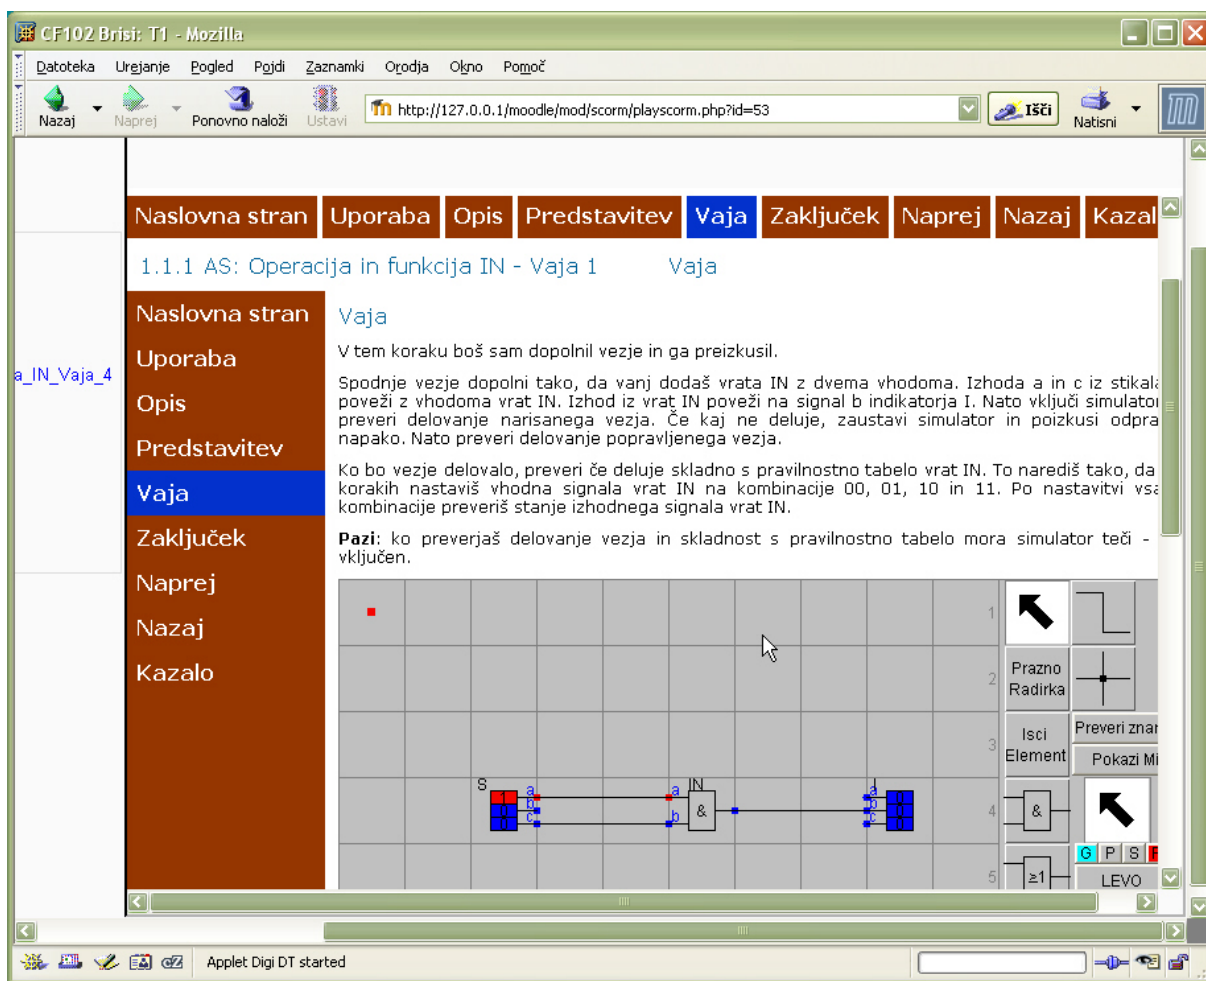 CF102 Brisi: T1 - Mozilla
Datoteka Urejanje Pogled Pojdi Zaznamki Orodja Okno Pomoč
Nazaj Naprej Ponovno naloži Ustavi http://127.0.0.1/moodle/mod/scorm/playscorm.php?id=53 Išči Natisni
Naslovna stran Uporaba Opis Predstavitev Vaja Zaključek Naprej Nazaj Kazal
1.1.1 AS: Operacija in funkcija IN - Vaja 1 Vaja
a_IN_Vaja_4
Naslovna stran
Uporaba
Opis
Predstavitev
Vaja
Zaključek
Naprej
Nazaj
Kazalo
Vaja
V tem koraku boš sam dopolnil vezje in ga preizkusil.
Spodnje vezje dopolni tako, da vanj dodaš vrata IN z dvema vhodoma. Izhoda a in c iz stikala
poveži z vhodoma vrat IN. Izhod iz vrat IN poveži na signal b indikatorja I. Nato vključi simulator
preveri delovanje narisanega vezja. Če kaj ne deluje, zaustavi simulator in poizkusi odpra
napako. Nato preveri delovanje popravljenega vezja.
Ko bo vezje delovalo, preveri če deluje skladno s pravilnostno tabelo vrat IN. To narediš tako, da
korakih nastaviš vhodna signala vrat IN na kombinacije 00, 01, 10 in 11. Po nastavitvi vsa
kombinacije preveriš stanje izhodnega signala vrat IN.
Pazi: ko preverjaš delovanje vezja in skladnost s pravilnostno tabelo mora simulator teči -
vključen.
1
2
Prazno
Radirka
3
Isci
Element
Preveri znan
Pokazi Mi
S a b c 1 0 0
a b IN &
I a b c 0 0 0
4 &
G P S
5 ≥1 LEVO
Applet Digi DT started